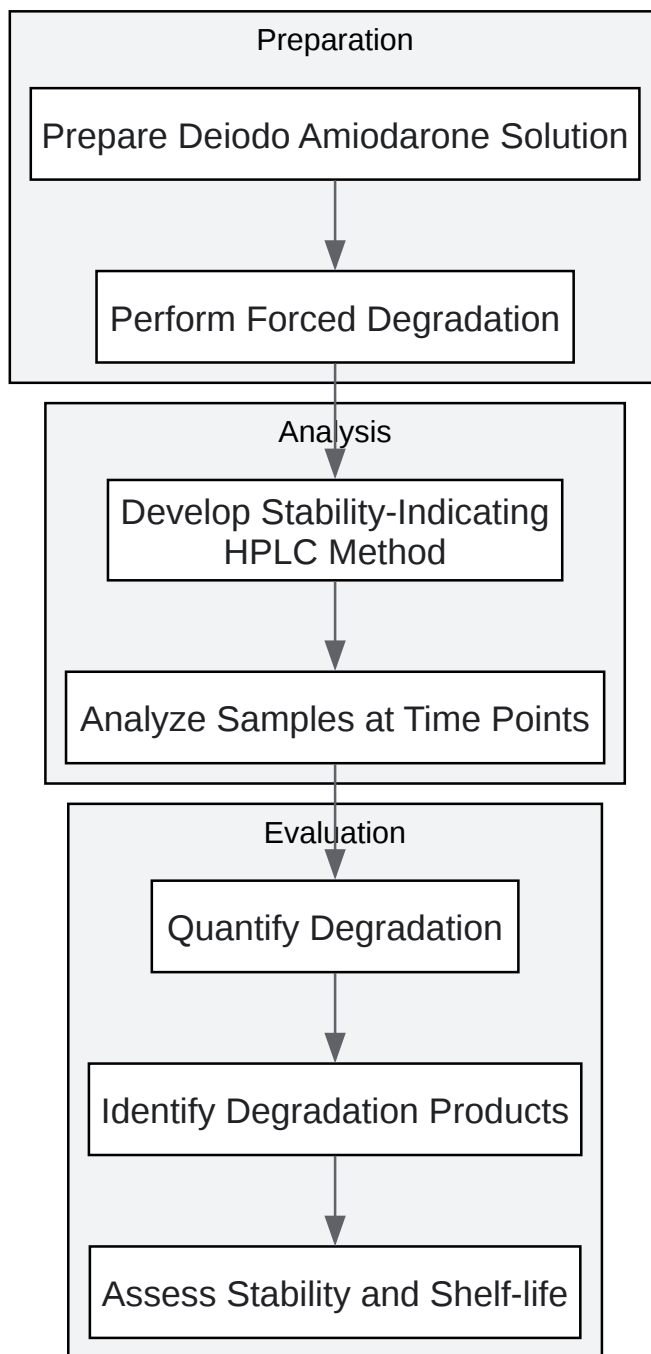 Preparation
Prepare Deiodo Amiodarone Solution
Perform Forced Degradation
Analysis
Develop Stability-Indicating
HPLC Method
Analyze Samples at Time Points
Evaluation
Quantify Degradation
Identify Degradation Products
Assess Stability and Shelf-life